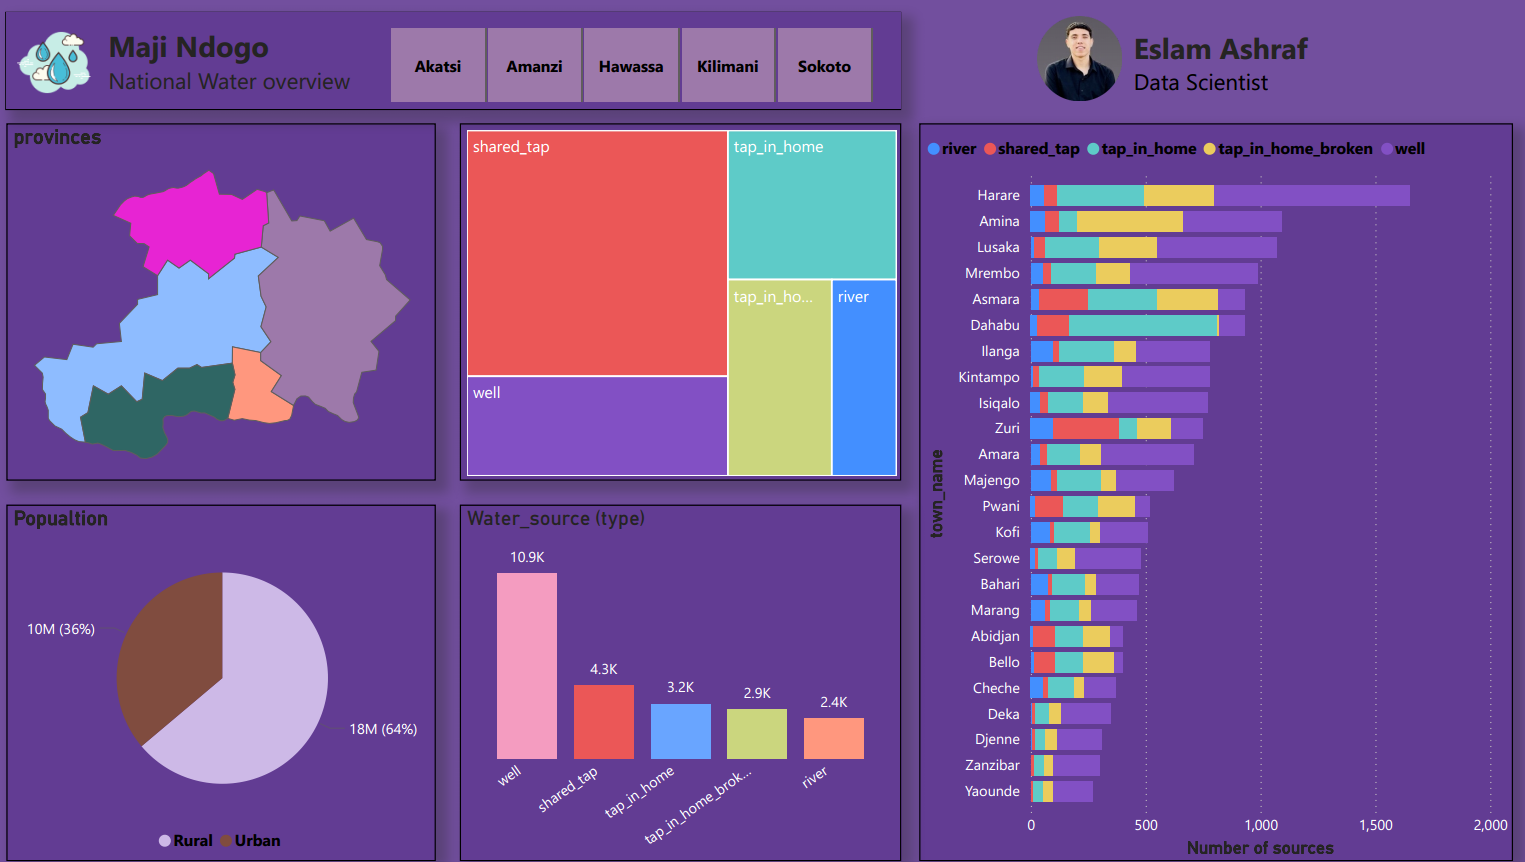 Maji Ndogo
National Water overview
Akatsi
Amanzi
Hawassa
Kilimani
Sokoto
Eslam Ashraf
Data Scientist
provinces
shared_tap
tap_in_home
tap_in_ho...
river
well
river
shared_tap
tap_in_home
tap_in_home_broken
well
town_name
Harare
Amina
Lusaka
Mrembo
Asmara
Dahabu
Ilanga
Kintampo
Isiqalo
Zuri
Amara
Majengo
Pwani
Kofi
Serowe
Bahari
Marang
Abidjan
Bello
Cheche
Deka
Djenne
Zanzibar
Yaounde
0
500
1,000
1,500
2,000
Number of sources
Popualtion
10M (36%)
18M (64%)
Rural
Urban
Water_source (type)
10.9K
4.3K
3.2K
2.9K
2.4K
well
shared_tap
tap_in_home
tap_in_home_brok...
river